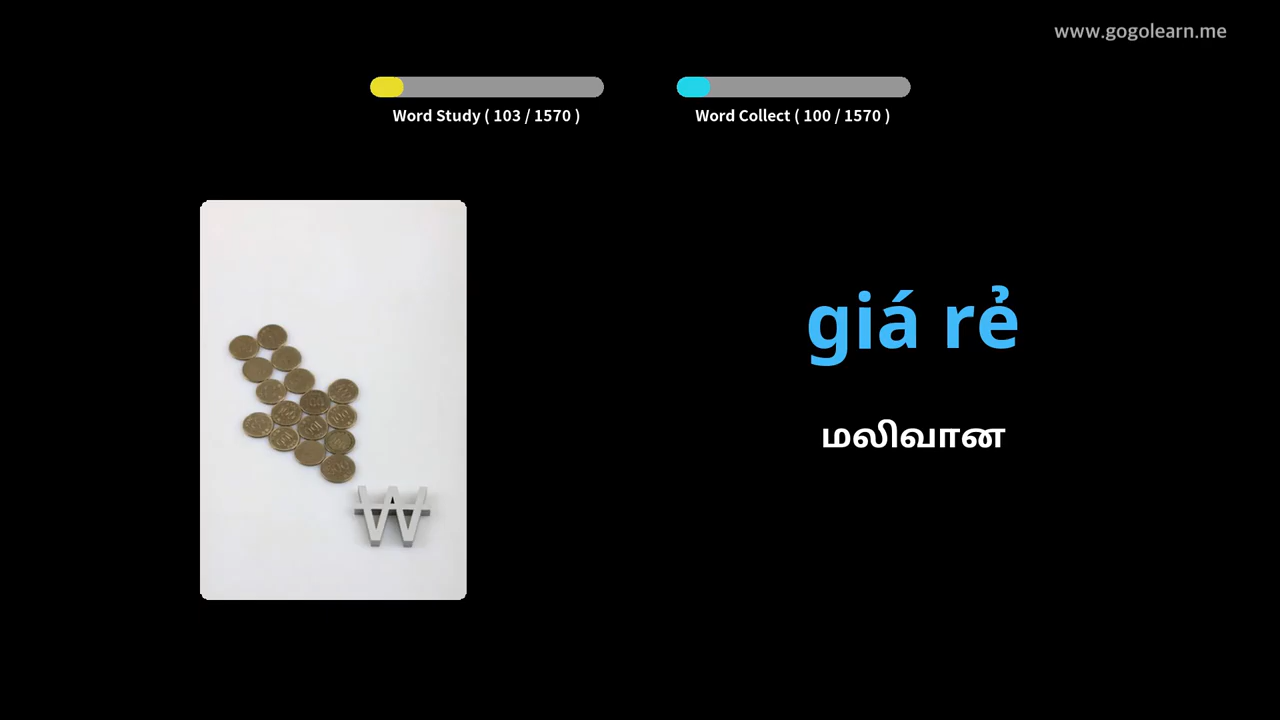 www.gogolearn.me
Word Study ( 103 / 1570 )
Word Collect ( 100 / 1570 )
giá rẻ
மலிவான
₩